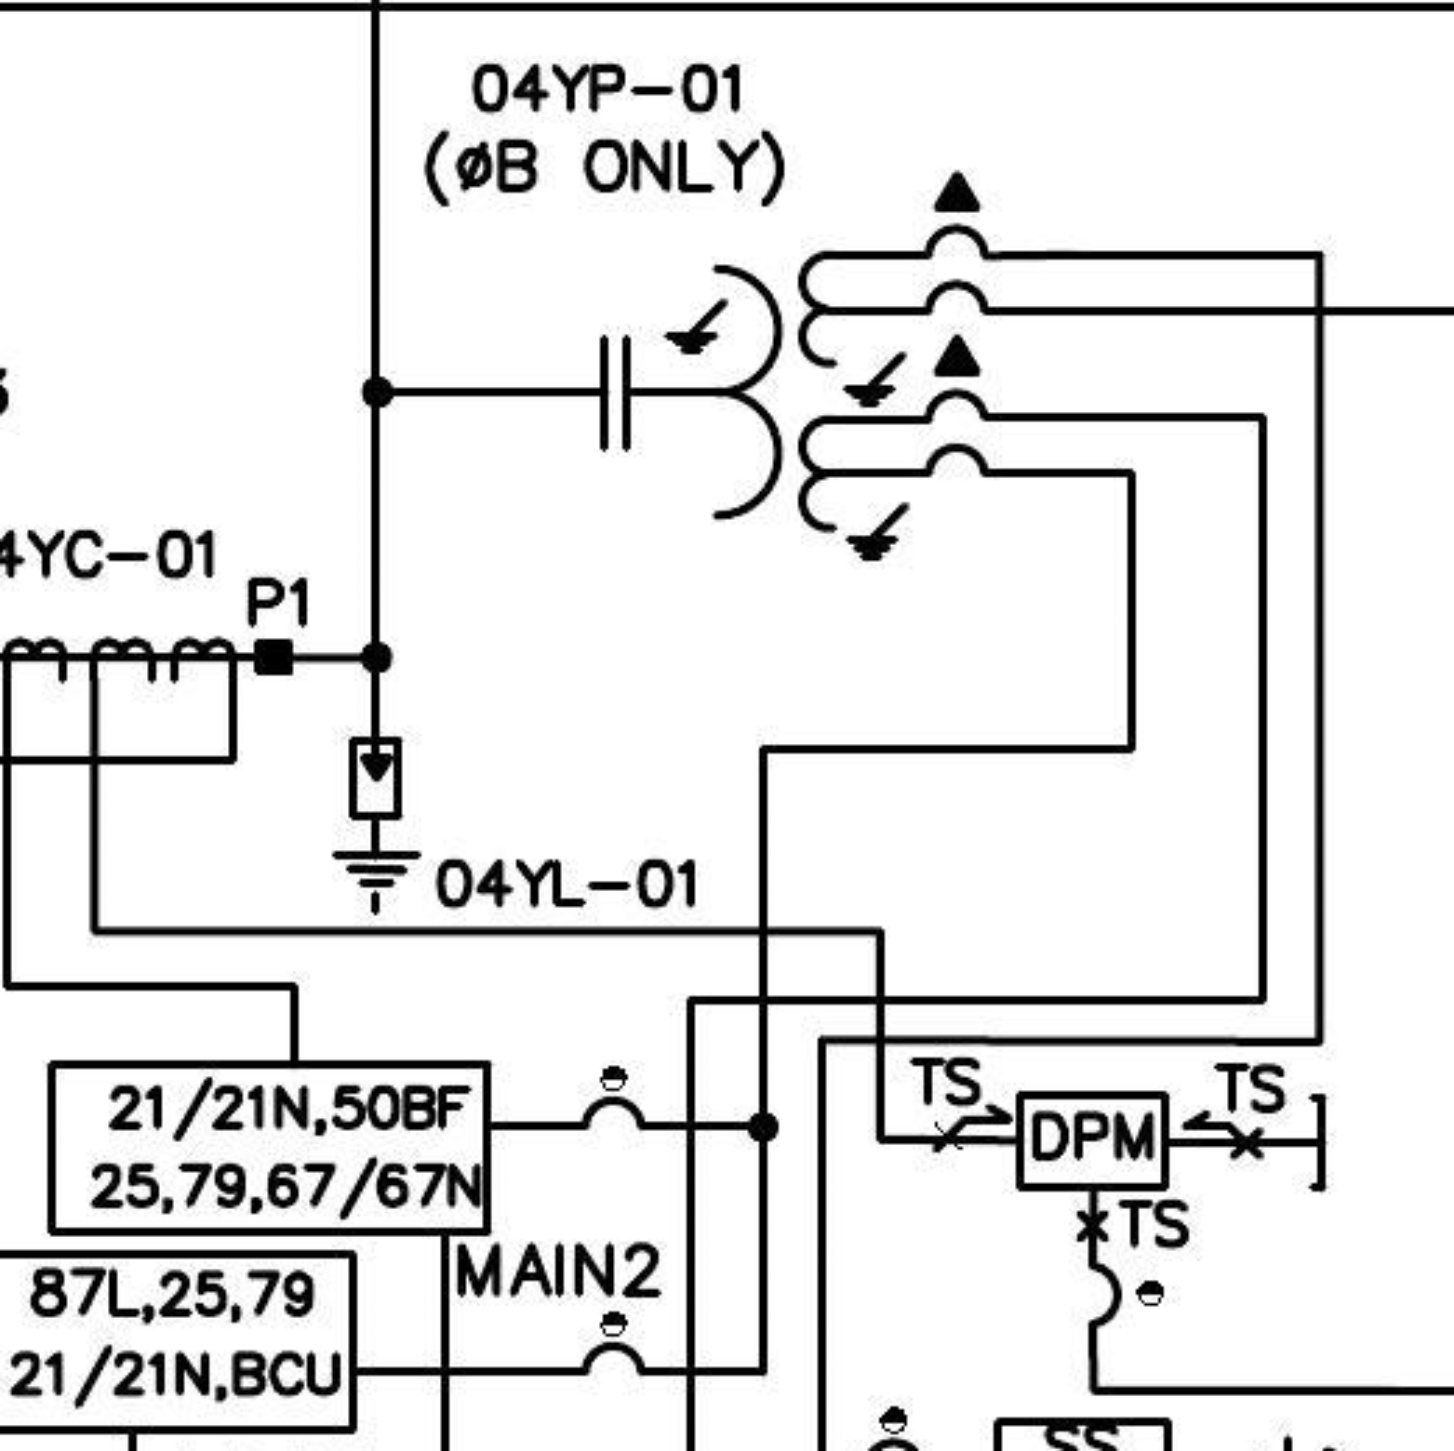 04YP-01
(øB ONLY)
4YC-01
P1
04YL-01
TS
TS
DPM
21/21N,50BF
25,79,67/67N
TS
MAIN2
87L,25,79
21/21N,BCU